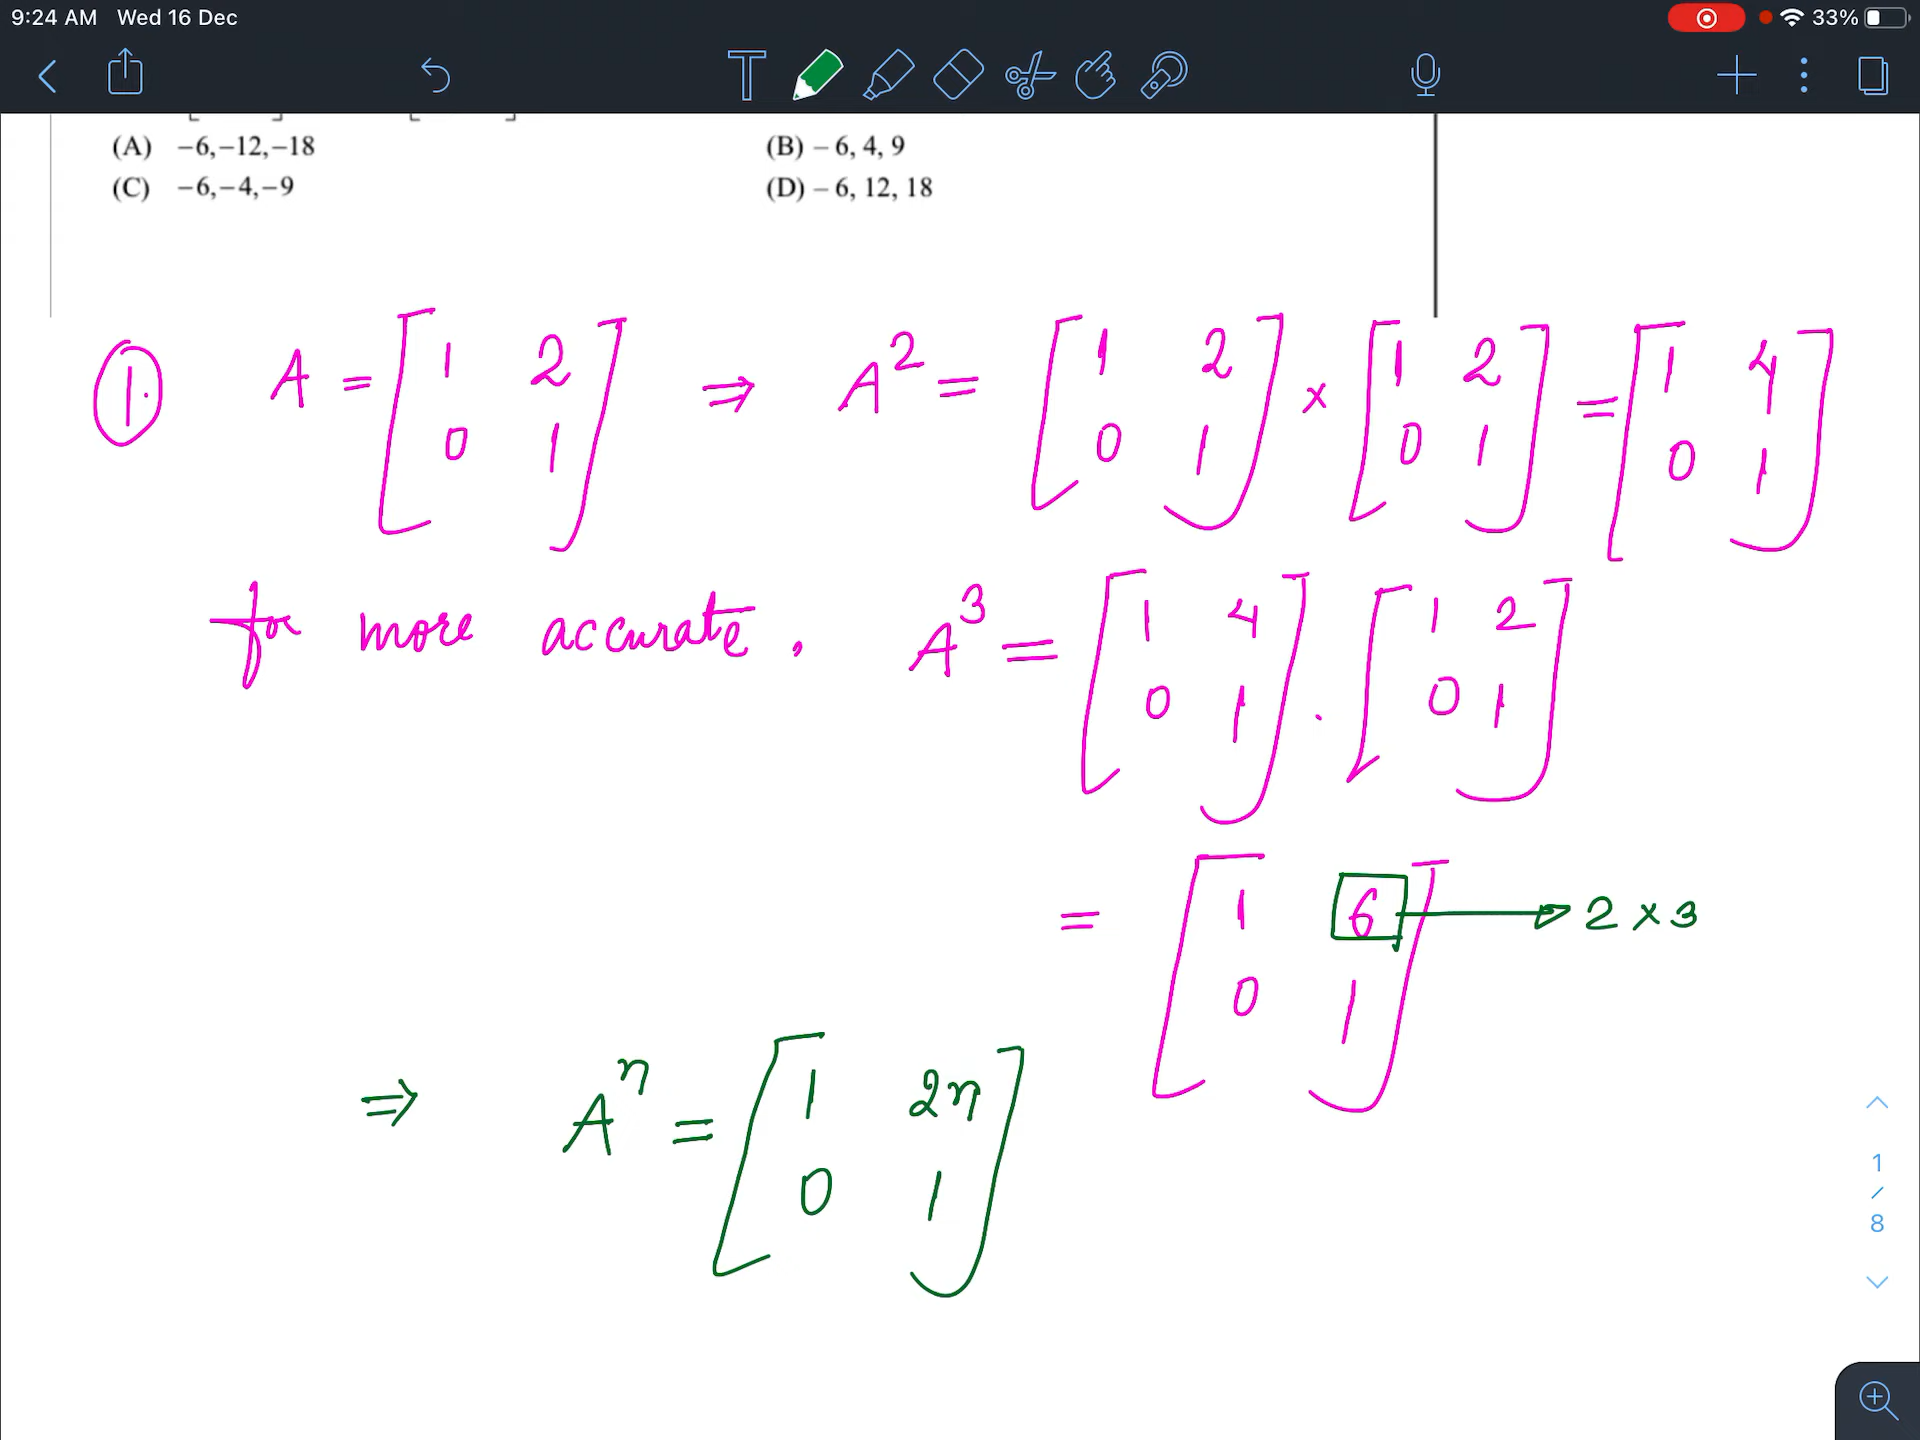 9:24 AM Wed 16 Dec 33%
(A) −6,−12,−18 (B) – 6, 4, 9
(C) −6,−4,−9 (D) – 6, 12, 18
1. A = [1 2 0 1] ⇒ A² = [1 2 0 1] × [1 2 0 1] = [1 4 0 1]
for more accurate, A³ = [1 4 0 1] . [1 2 0 1]
= [1 6 0 1] → 2 × 3
⇒ Aⁿ = [1 2n 0 1]
1
/
8